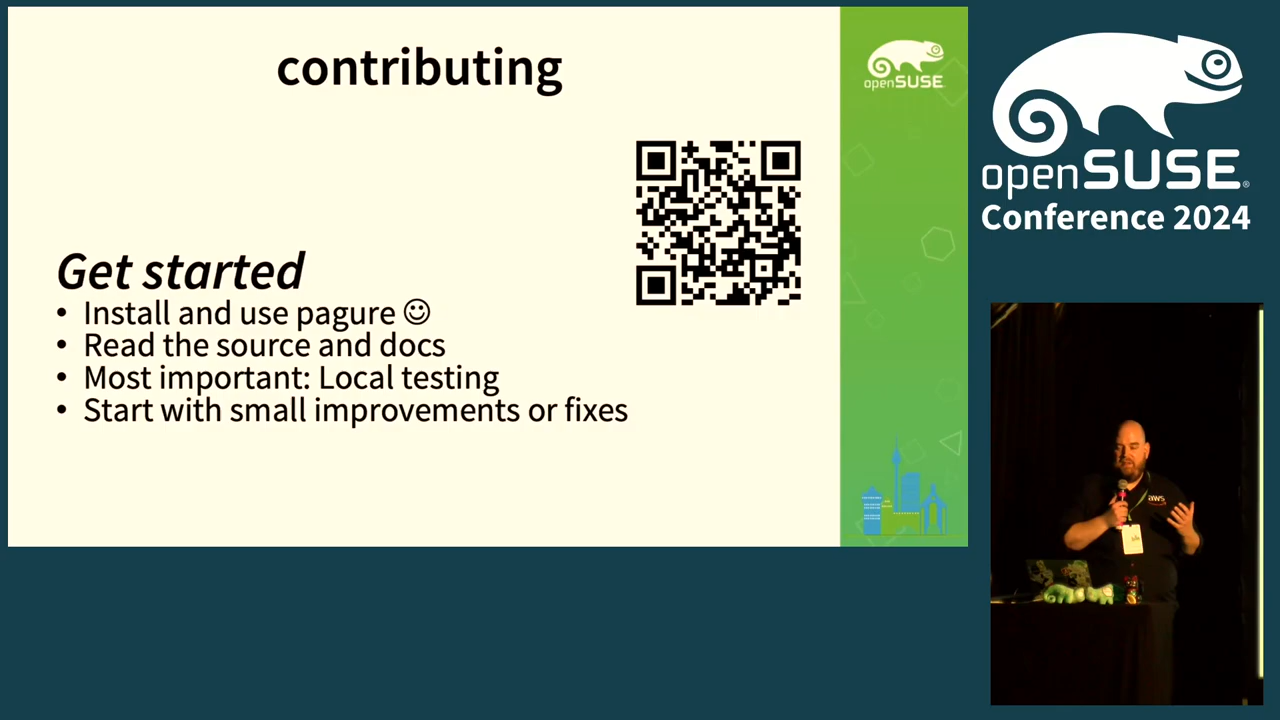 contributing
Get started
• Install and use pagure ☺
• Read the source and docs
• Most important: Local testing
• Start with small improvements or fixes
openSUSE
openSUSE®
Conference 2024
aws